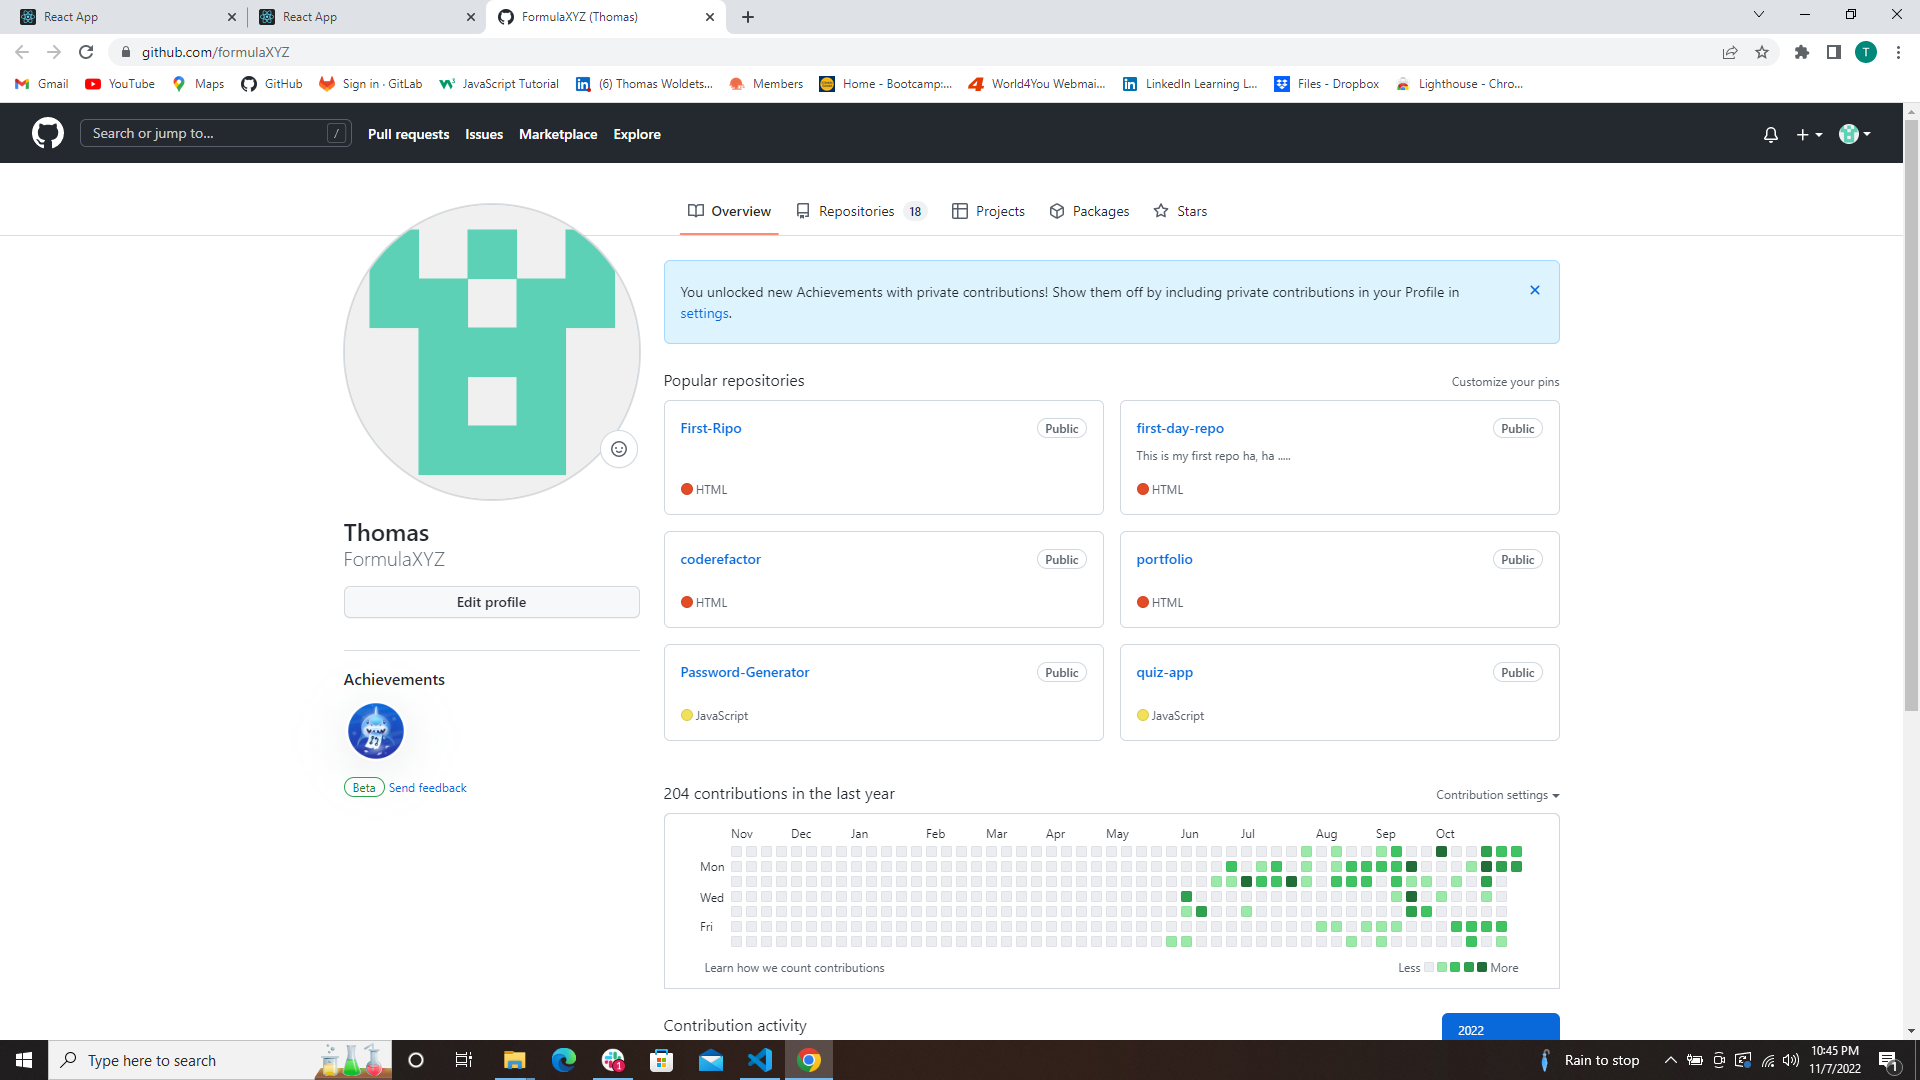 React App
React App
FormulaXYZ (Thomas)
github.com/formulaXYZ
T
Gmail
YouTube
Maps
GitHub
Sign in · GitLab
JavaScript Tutorial
(6) Thomas Woldets...
Members
Home - Bootcamp:...
World4You Webmai...
LinkedIn Learning L...
Files - Dropbox
Lighthouse - Chro...
Search or jump to... /
Pull requests
Issues
Marketplace
Explore
Overview
Repositories 18
Projects
Packages
Stars
You unlocked new Achievements with private contributions! Show them off by including private contributions in your Profile in
settings.
Thomas
FormulaXYZ
Edit profile
Achievements
Beta Send feedback
Popular repositories
Customize your pins
First-Ripo Public
HTML
first-day-repo Public
This is my first repo ha, ha .....
HTML
coderefactor Public
HTML
portfolio Public
HTML
Password-Generator Public
JavaScript
quiz-app Public
JavaScript
204 contributions in the last year
Contribution settings
Nov Dec Jan Feb Mar Apr May Jun Jul Aug Sep Oct
Mon
Wed
Fri
Learn how we count contributions
Less More
Contribution activity
2022
Type here to search
1
Rain to stop
10:45 PM
11/7/2022
1